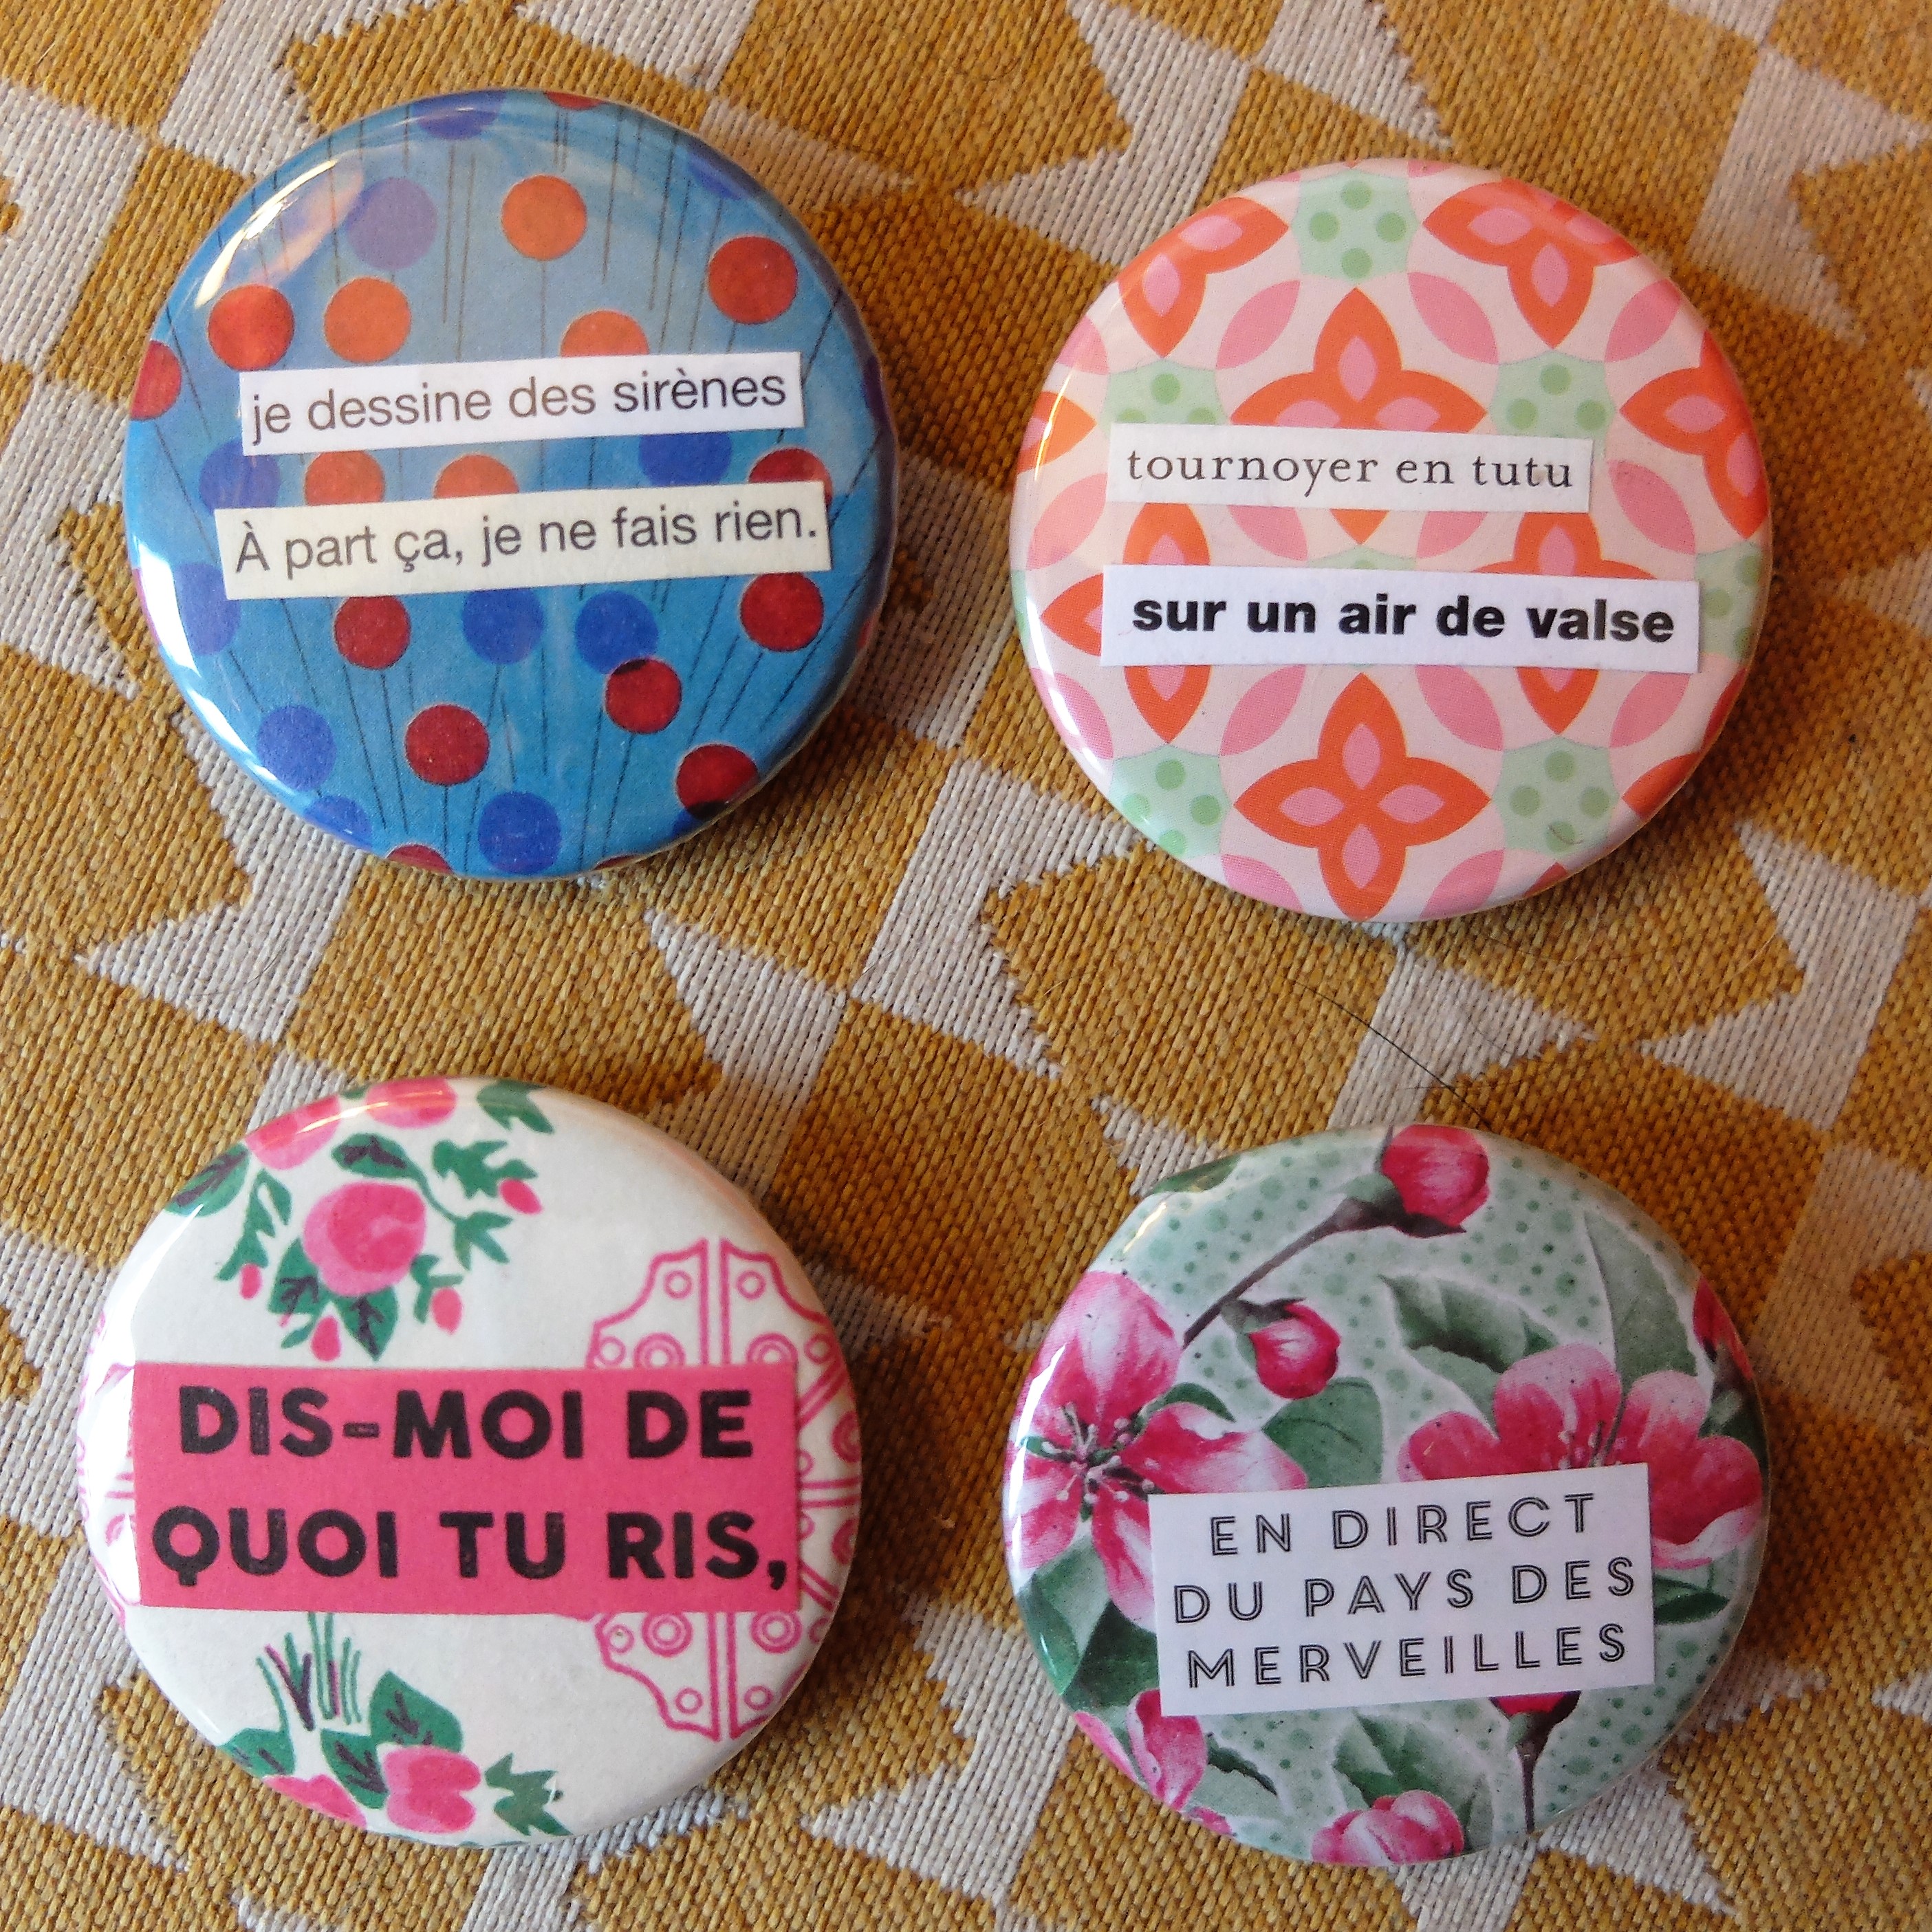 je dessine des sirènes
À part ça, je ne fais rien.
tournoyer en tutu
sur un air de valse
DIS-MOI DE
QUOI TU RIS,
EN DIRECT
DU PAYS DES
MERVEILLES